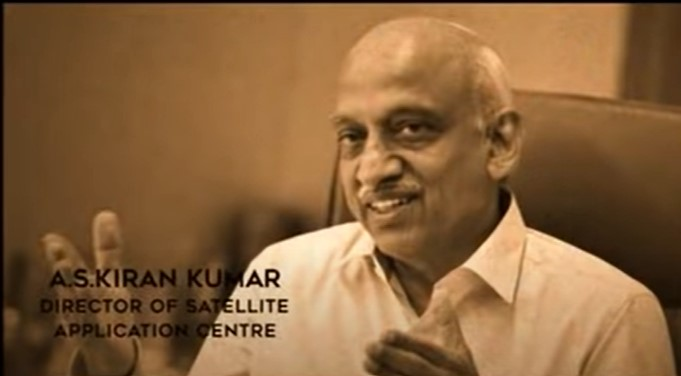 A.S.KIRAN KUMAR
DIRECTOR OF SATELLITE
APPLICATION CENTRE